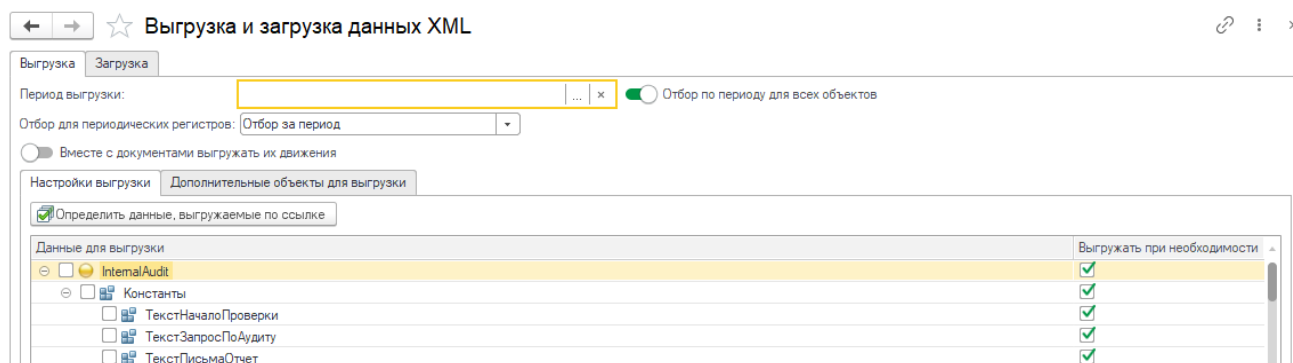 Выгрузка и загрузка данных XML
Выгрузка Загрузка
Период выгрузки: ... × Отбор по периоду для всех объектов
Отбор для периодических регистров: Отбор за период
Вместе с документами выгружать их движения
Настройки выгрузки Дополнительные объекты для выгрузки
Определить данные, выгружаемые по ссылке
Данные для выгрузки Выгружать при необходимости
InternalAudit
Константы
ТекстНачалоПроверки
ТекстЗапросПоАудиту
ТекстПисьмаОтчет